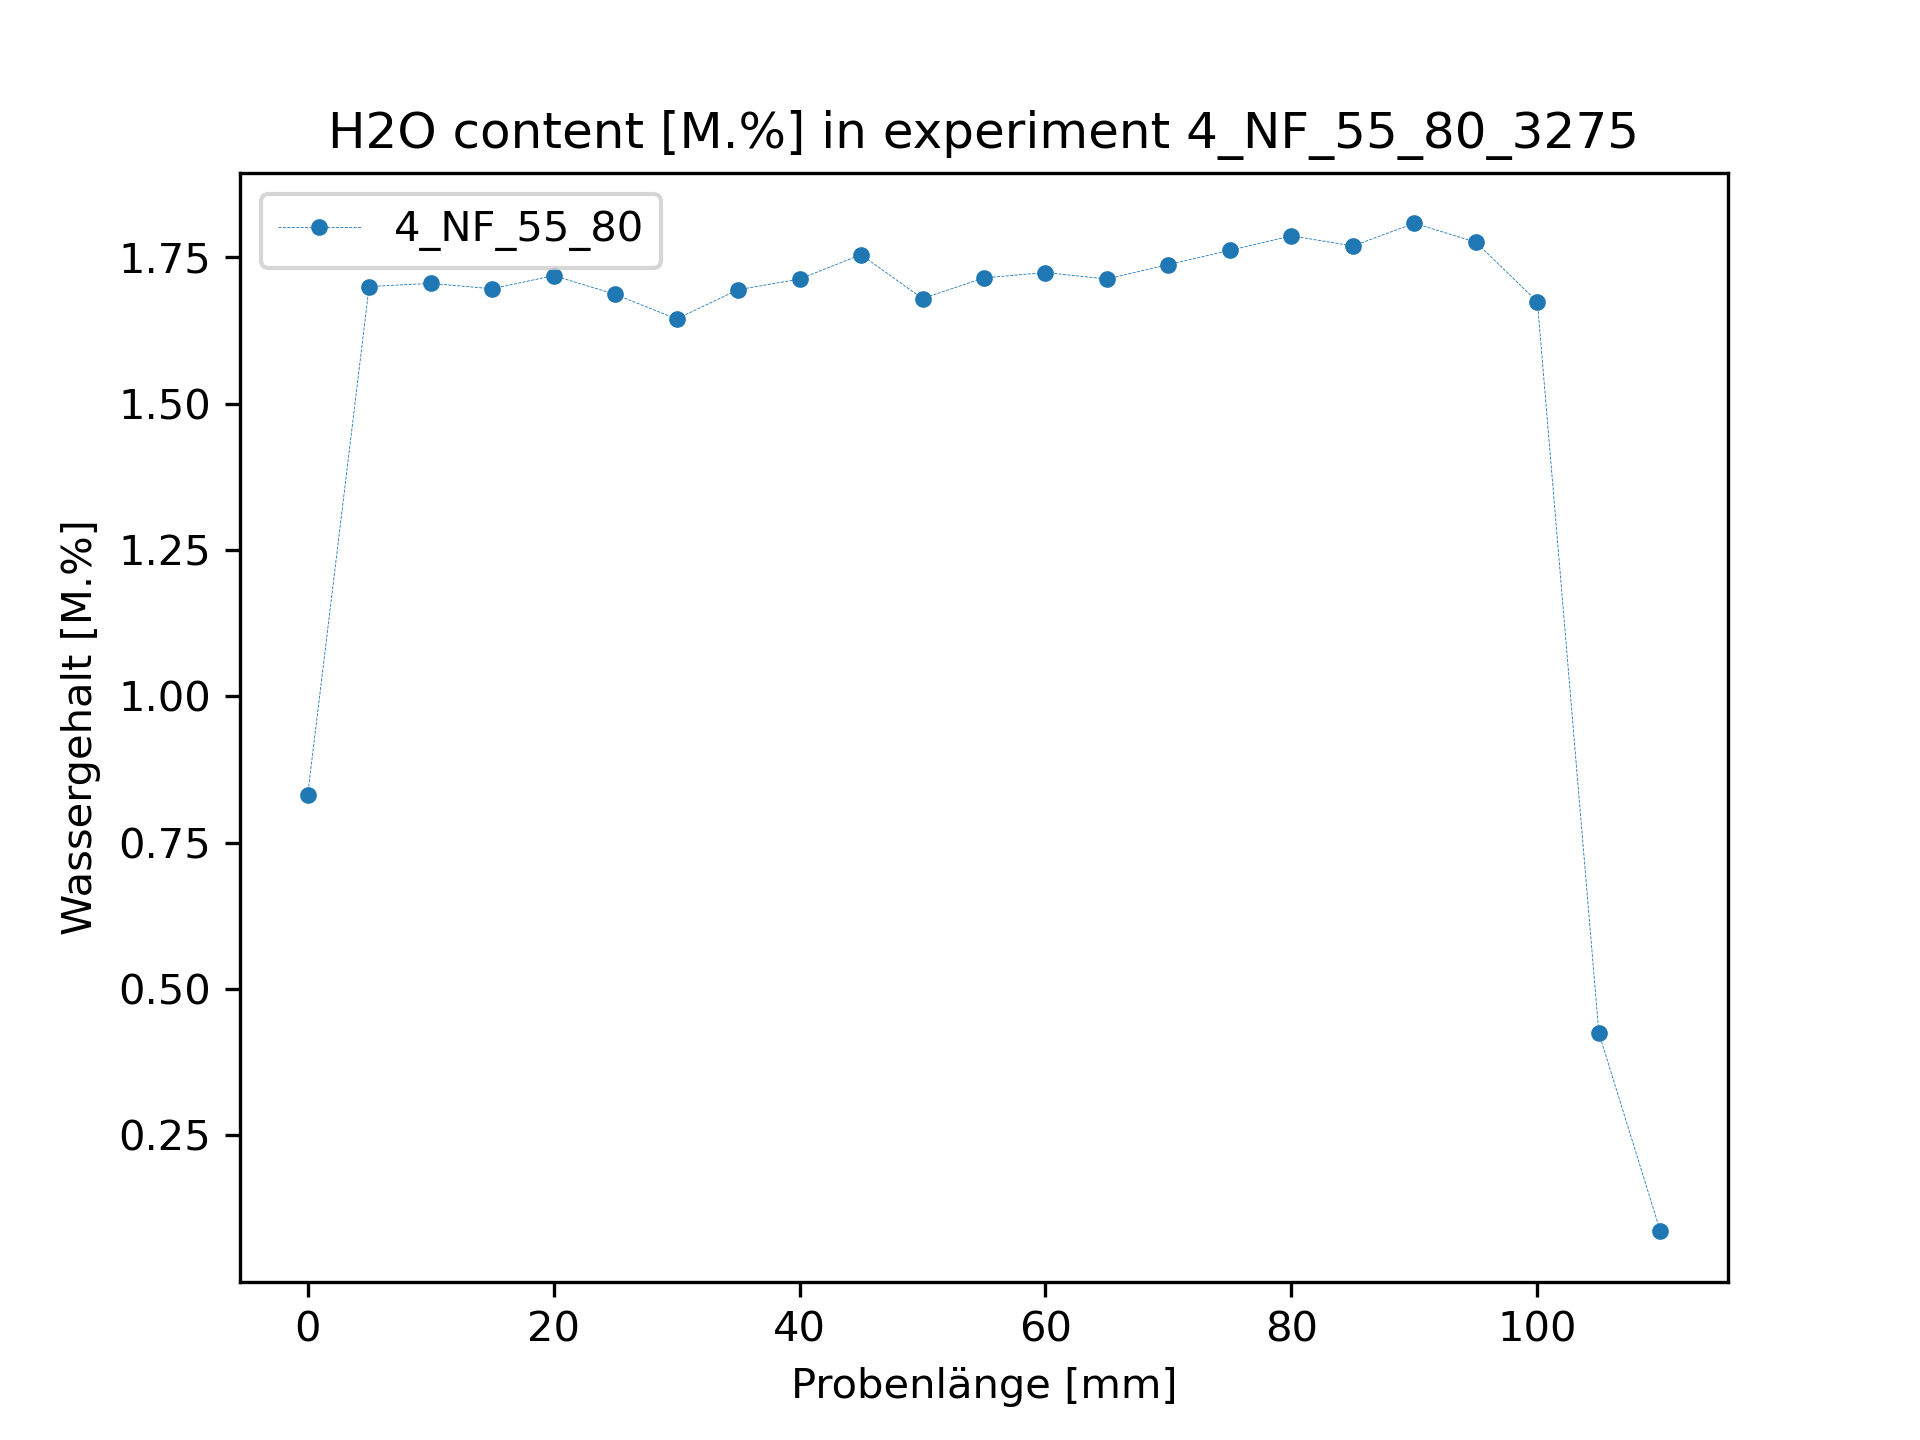 H2O content [M.%] in experiment 4_NF_55_80_3275
4_NF_55_80
1.75
1.50
1.25
1.00
0.75
0.50
0.25
Wassergehalt [M.%]
0 20 40 60 80 100
Probenlänge [mm]